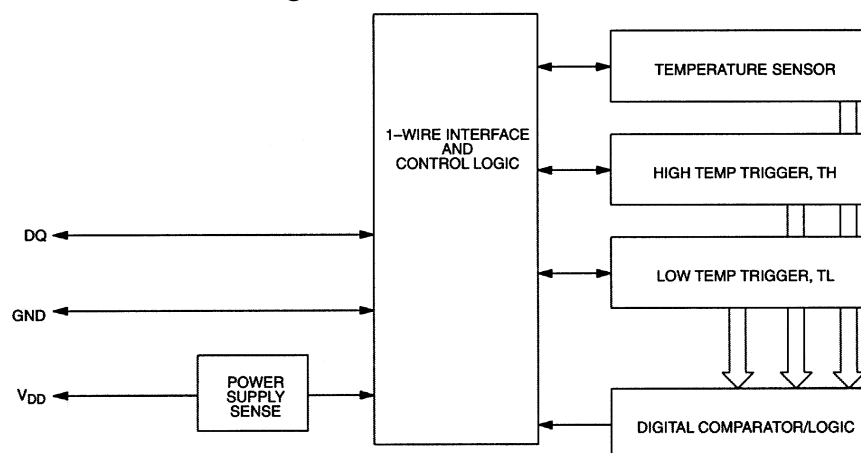 TEMPERATURE SENSOR
1–WIRE INTERFACE
AND
CONTROL LOGIC
HIGH TEMP TRIGGER, TH
DQ
LOW TEMP TRIGGER, TL
GND
POWER
SUPPLY
SENSE
VDD
DIGITAL COMPARATOR/LOGIC